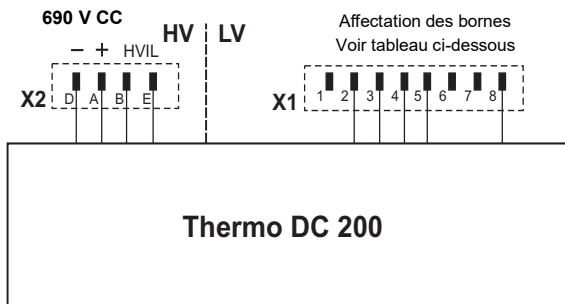 690 V CC
− + HVIL
HV LV
Affectation des bornes
Voir tableau ci-dessous
X2 D A B E
X1 1 2 3 4 5 6 7 8
Thermo DC 200